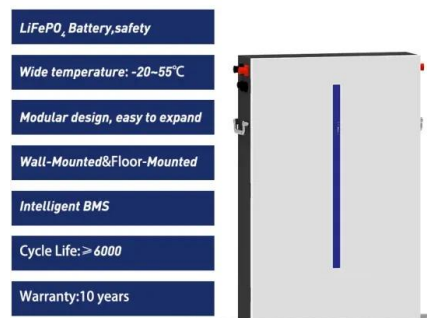 LiFePO₄ Battery,safety
Wide temperature: -20~55℃
Modular design, easy to expand
Wall-Mounted&Floor-Mounted
Intelligent BMS
Cycle Life:≥6000
Warranty:10 years